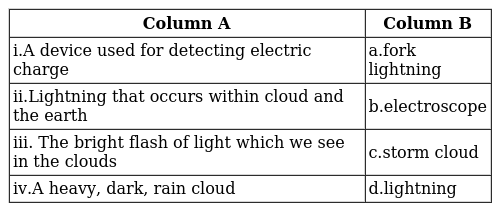 Column A Column B
i.A device used for detecting electric charge a.fork lightning
ii.Lightning that occurs within cloud and the earth b.electroscope
iii. The bright flash of light which we see in the clouds c.storm cloud
iv.A heavy, dark, rain cloud d.lightning